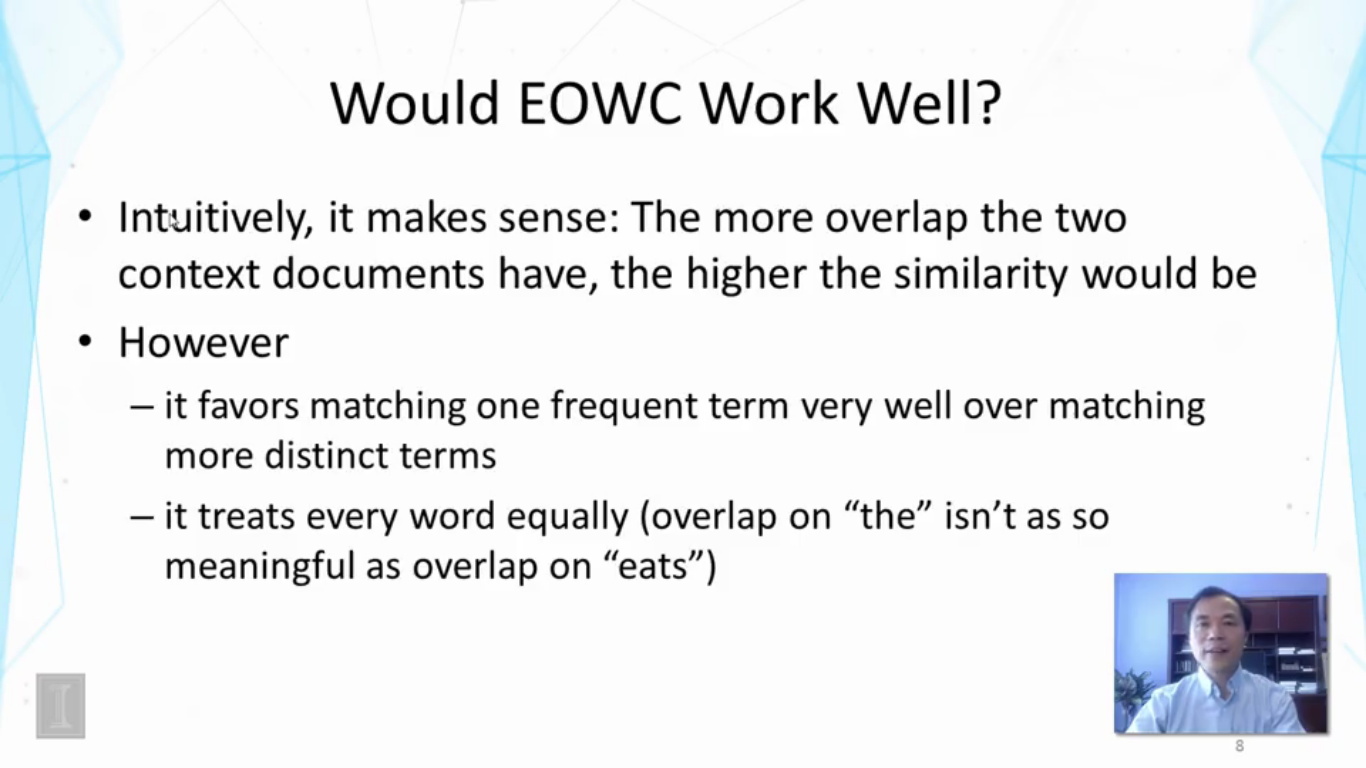 Would EOWC Work Well?
• Intuitively, it makes sense: The more overlap the two
context documents have, the higher the similarity would be
• However
– it favors matching one frequent term very well over matching
more distinct terms
– it treats every word equally (overlap on “the” isn’t as so
meaningful as overlap on “eats”)
I
8